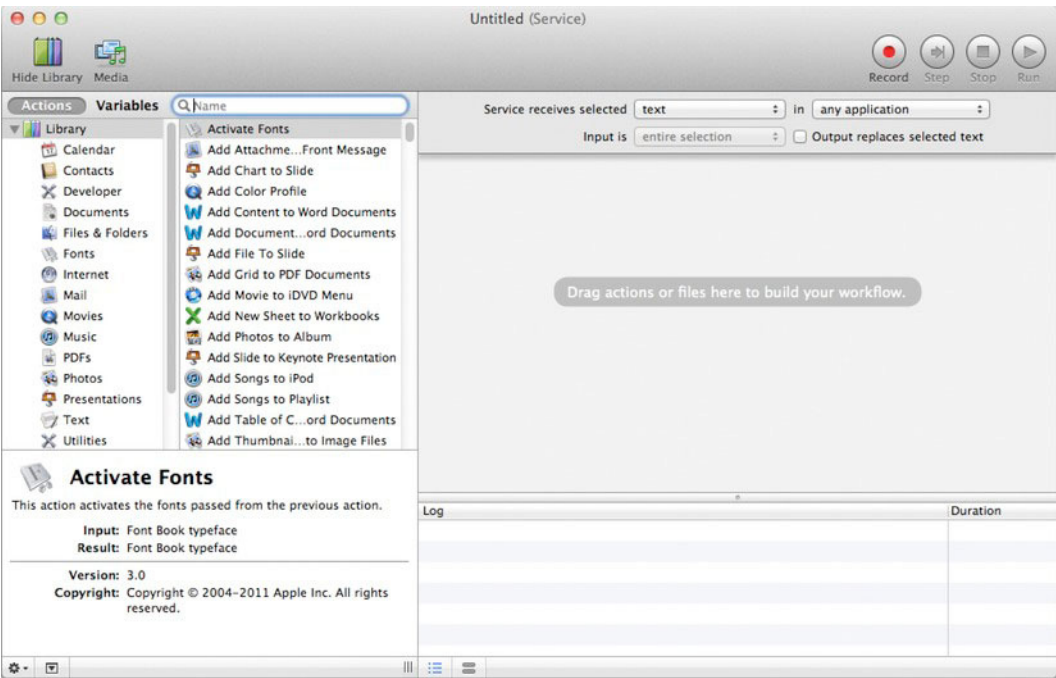 Untitled (Service)
Hide Library Media
Record Step Stop Run
Actions Variables Name
Library
Calendar
Contacts
Developer
Documents
Files & Folders
Fonts
Internet
Mail
Movies
Music
PDFs
Photos
Presentations
Text
Utilities
Activate Fonts
Add Attachme...Front Message
Add Chart to Slide
Add Color Profile
Add Content to Word Documents
Add Document...ord Documents
Add File To Slide
Add Grid to PDF Documents
Add Movie to iDVD Menu
Add New Sheet to Workbooks
Add Photos to Album
Add Slide to Keynote Presentation
Add Songs to iPod
Add Songs to Playlist
Add Table of C...ord Documents
Add Thumbnai...to Image Files
Service receives selected text in any application
Input is entire selection Output replaces selected text
Drag actions or files here to build your workflow.
Activate Fonts
This action activates the fonts passed from the previous action.
Input: Font Book typeface
Result: Font Book typeface
Version: 3.0
Copyright: Copyright © 2004-2011 Apple Inc. All rights
reserved.
Log Duration